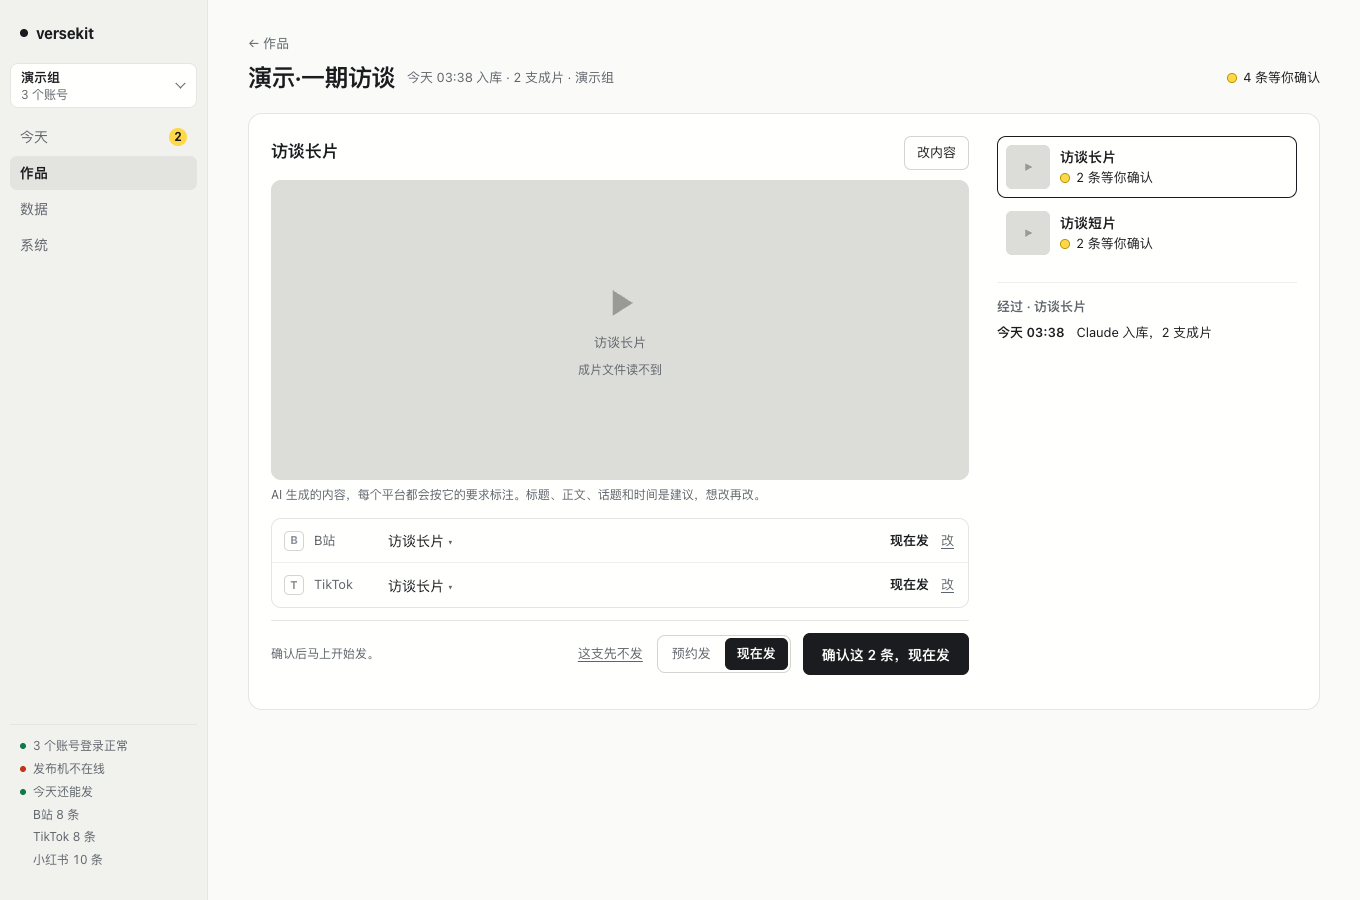 versekit
演示组
3 个账号
今天 2
作品
数据
系统
3 个账号登录正常
发布机不在线
今天还能发
B站 8 条
TikTok 8 条
小红书 10 条
← 作品
演示·一期访谈 今天 03:38 入库 · 2 支成片 · 演示组
4 条等你确认
访谈长片
改内容
访谈长片
成片文件读不到
AI 生成的内容，每个平台都会按它的要求标注。标题、正文、话题和时间是建议，想改再改。
B B站 访谈长片 现在发 改
T TikTok 访谈长片 现在发 改
确认后马上开始发。 这支先不发 预约发 现在发 确认这 2 条，现在发
访谈长片
2 条等你确认
访谈短片
2 条等你确认
经过 · 访谈长片
今天 03:38 Claude 入库，2 支成片